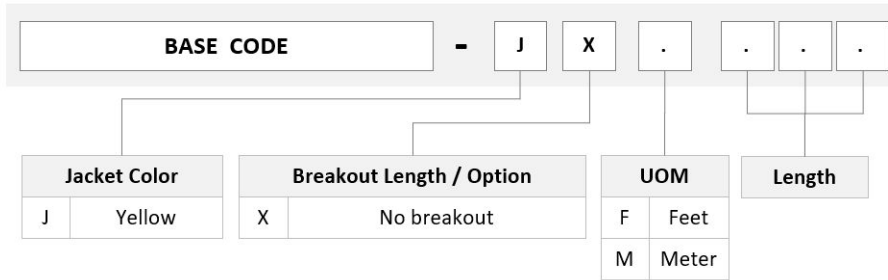 BASE CODE - J X . . . .
Jacket Color
J Yellow
Breakout Length / Option
X No breakout
UOM
F Feet
M Meter
Length